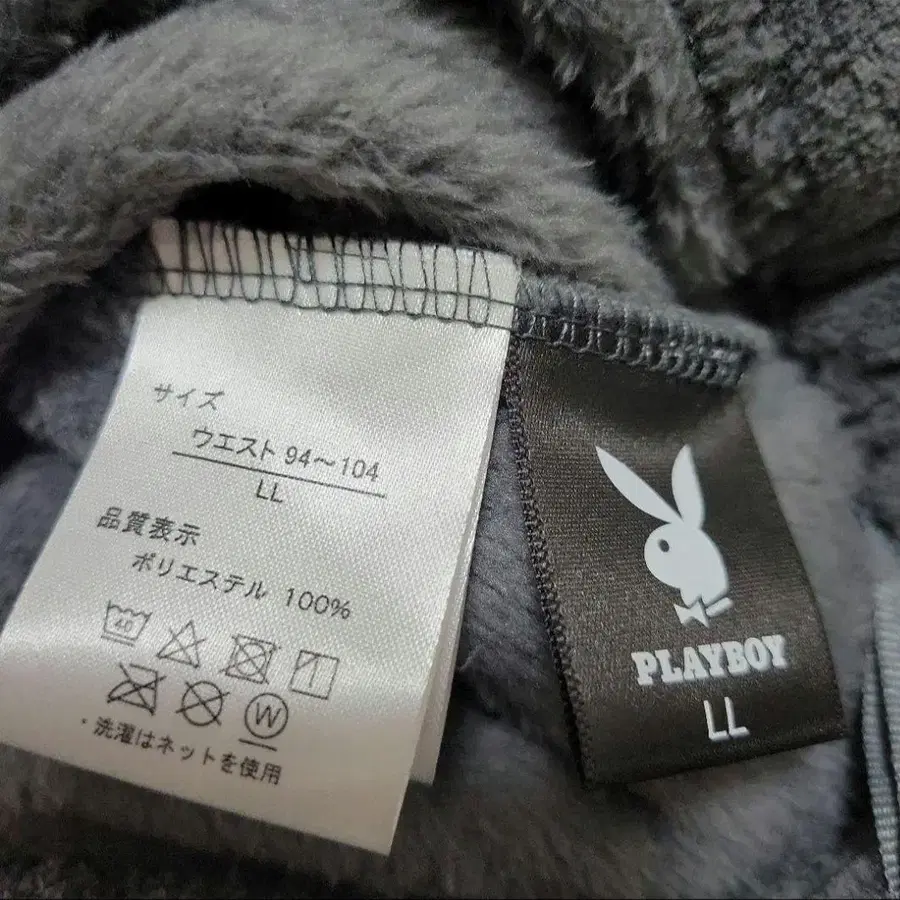 サイズ
ウエスト 94～104
LL
品質表示
ポリエステル 100%
40
W
・洗濯はネットを使用
PLAYBOY
LL